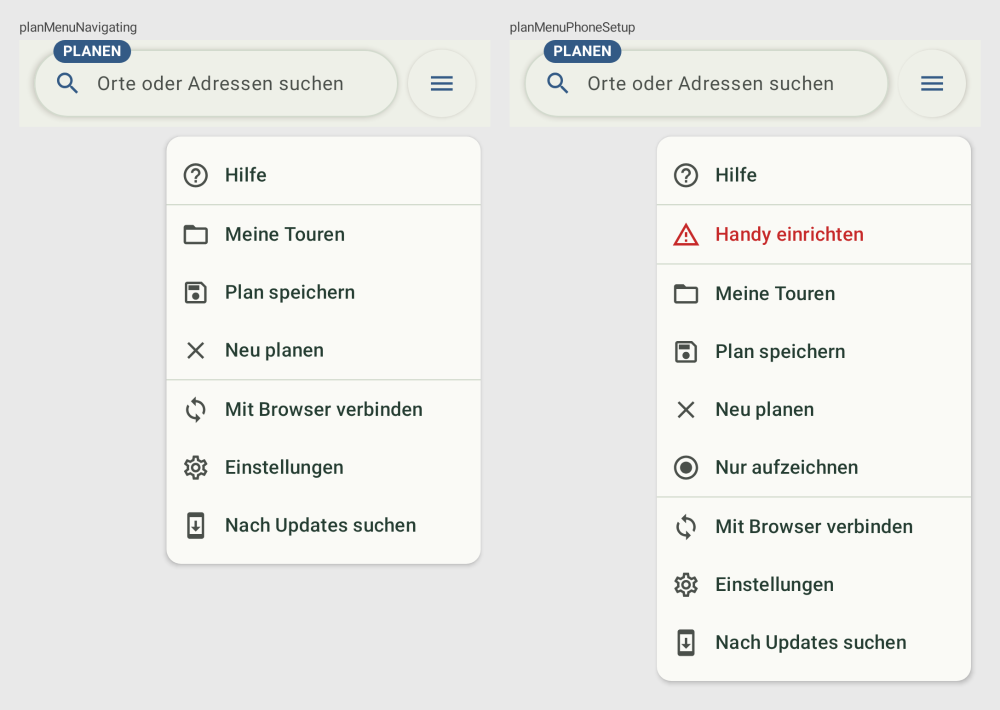 planMenuNavigating
PLANEN
Orte oder Adressen suchen
Hilfe
Meine Touren
Plan speichern
Neu planen
Mit Browser verbinden
Einstellungen
Nach Updates suchen
planMenuPhoneSetup
PLANEN
Orte oder Adressen suchen
Hilfe
Handy einrichten
Meine Touren
Plan speichern
Neu planen
Nur aufzeichnen
Mit Browser verbinden
Einstellungen
Nach Updates suchen